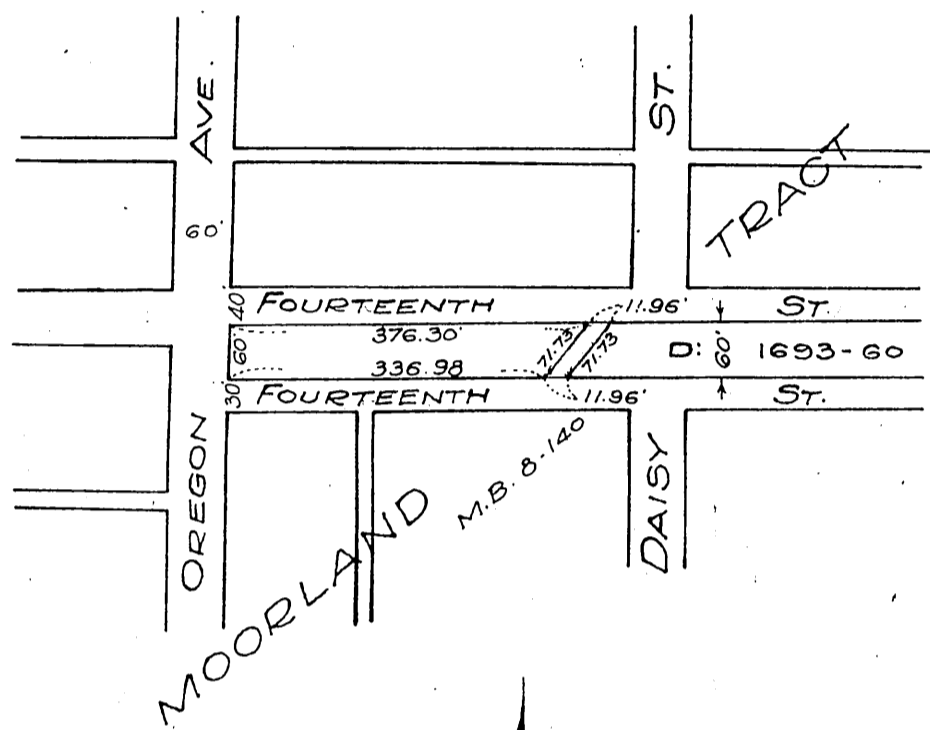 AVE.
ST.
60'
TRACT
40
FOURTEENTH
11.96'
ST.
60'
376.30'
71.73
71.73
D: 60' 1693-60
336.98
30
FOURTEENTH
11.96'
ST.
OREGON
MOORLAND
M.B. 8-140
DAISY